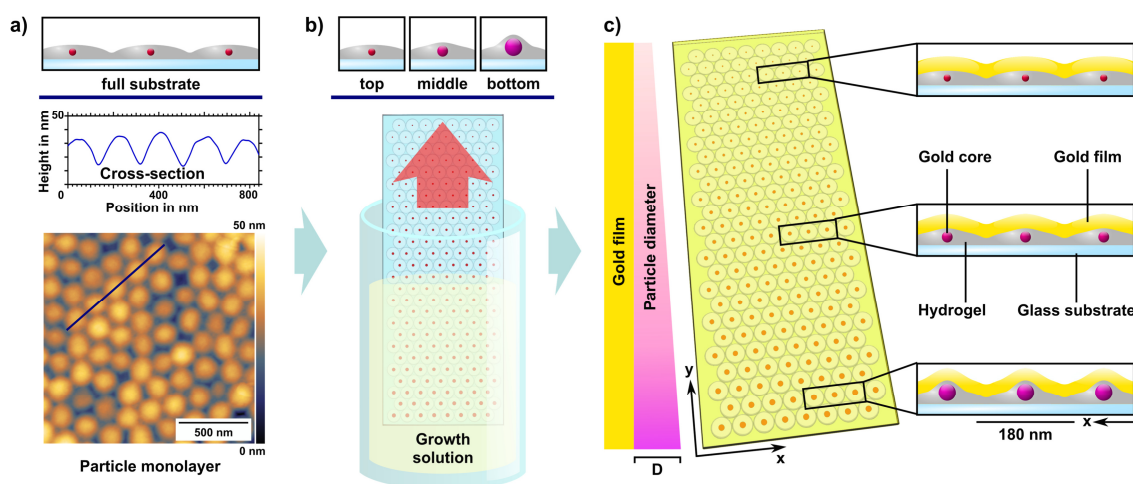 a)
full substrate
50
Height in nm
0
Cross-section
0
400
800
Position in nm
50 nm
500 nm
0 nm
Particle monolayer
b)
top
middle
bottom
Growth
solution
c)
Gold film
Particle diameter
D
y
x
Gold core
Gold film
Hydrogel
Glass substrate
180 nm
x